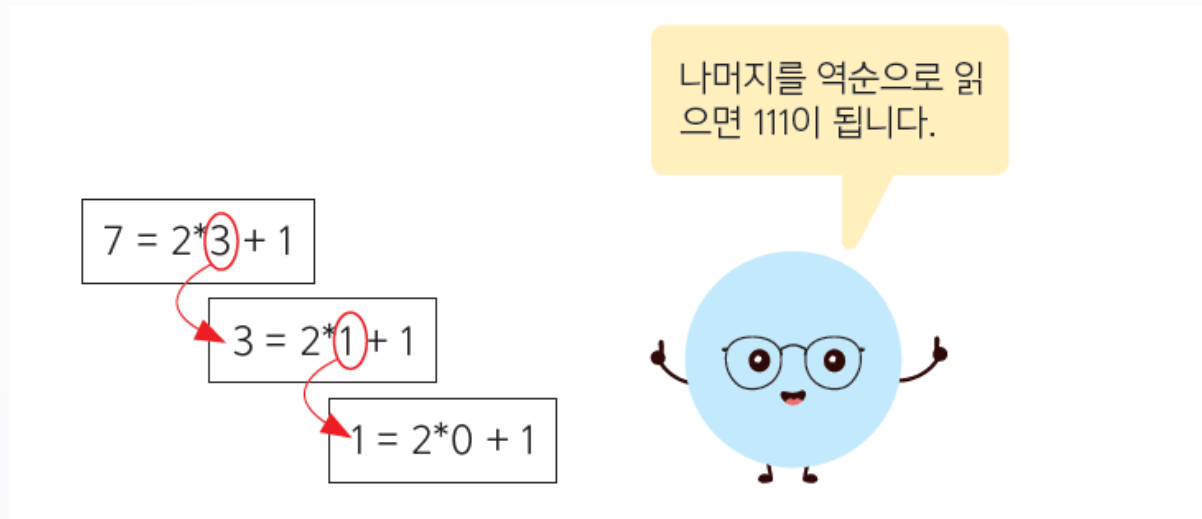 나머지를 역순으로 읽
으면 111이 됩니다.
7 = 2*3 + 1
3 = 2*1 + 1
1 = 2*0 + 1